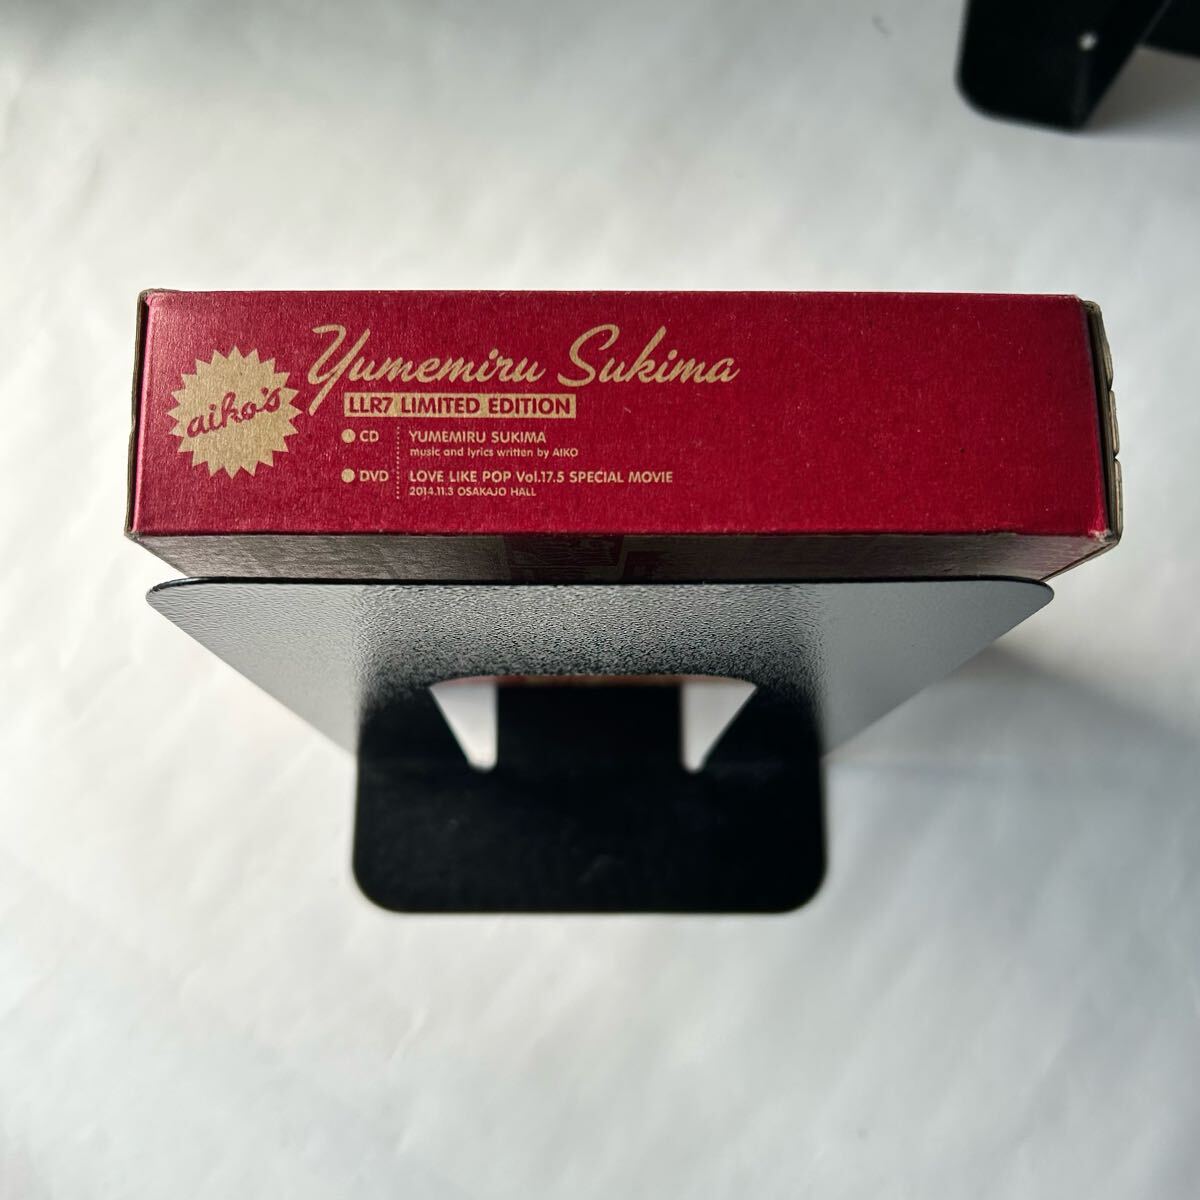 aiko's
Yumemiru Sukima
LLR7 LIMITED EDITION
CD
YUMEMIRU SUKIMA
music and lyrics written by AIKO
DVD
LOVE LIKE POP Vol.17.5 SPECIAL MOVIE
2014.11.3 OSAKAJO HALL